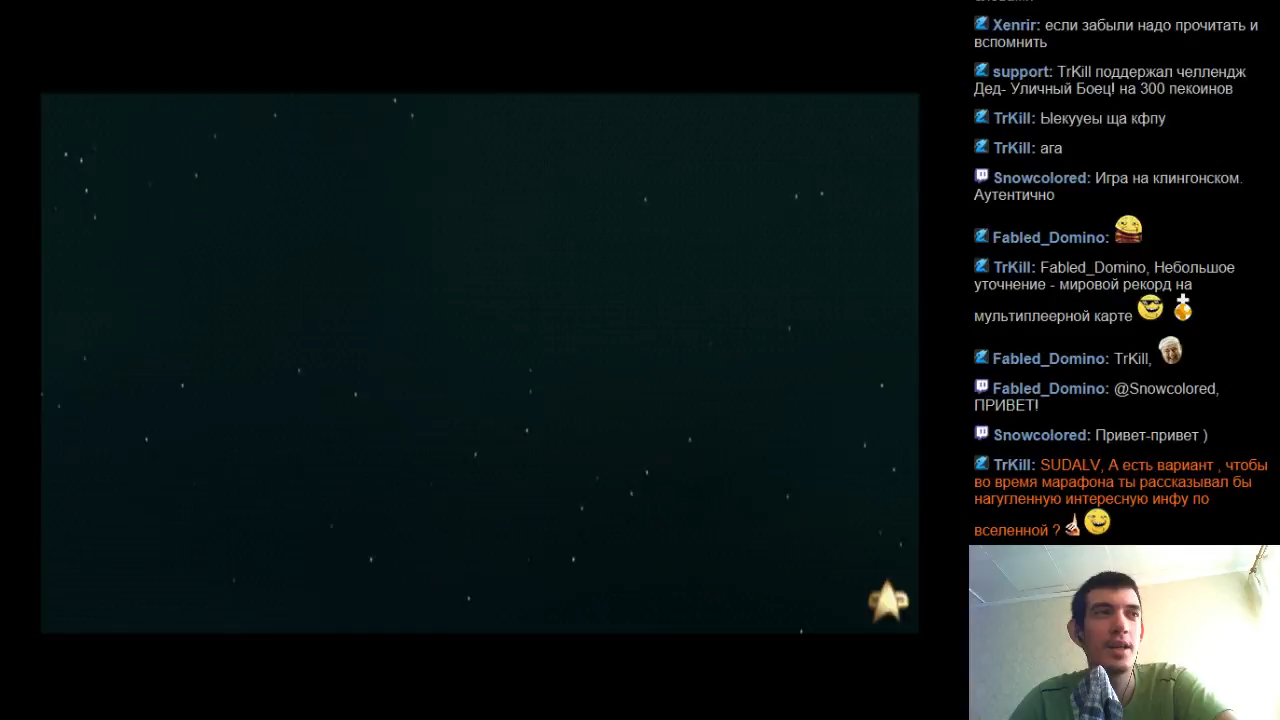 Xenrir: если забыли надо прочитать и
вспомнить
support: TrKill поддержал челлендж
Дед- Уличный Боец! на 300 пекоинов
TrKill: Ыекууеы ща кфпу
TrKill: ага
Snowcolored: Игра на клингонском.
Аутентично
Fabled_Domino:
TrKill: Fabled_Domino, Небольшое
уточнение - мировой рекорд на
мультиплеерной карте
Fabled_Domino: TrKill,
Fabled_Domino: @Snowcolored,
ПРИВЕТ!
Snowcolored: Привет-привет )
TrKill: SUDALV, А есть вариант , чтобы
во время марафона ты рассказывал бы
нагугленную интересную инфу по
вселенной ?